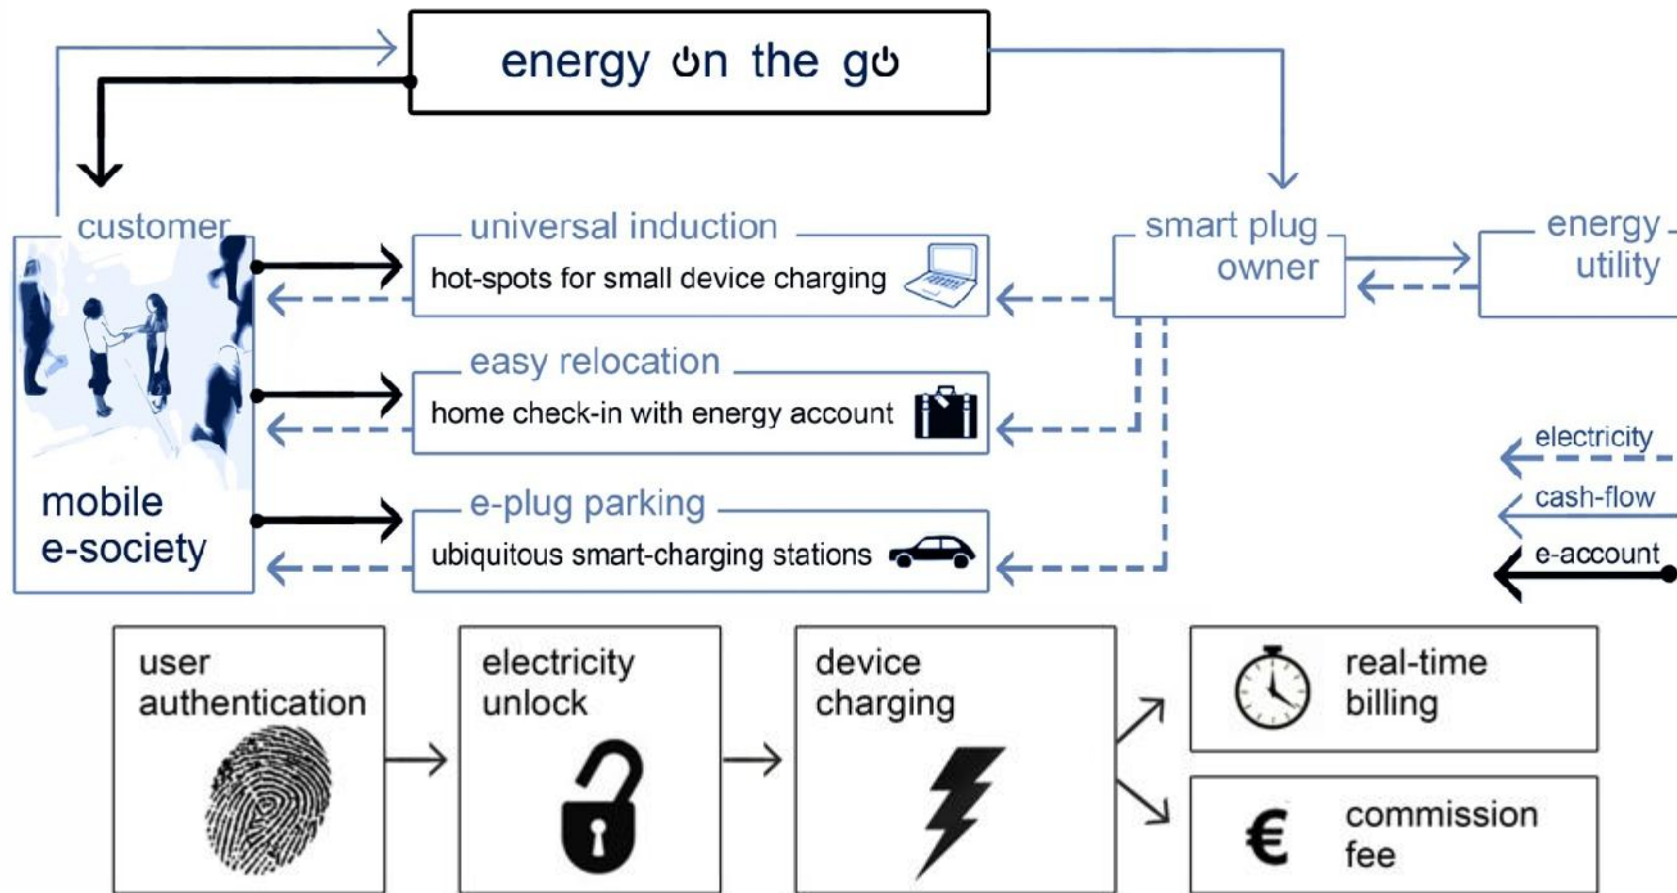 energy on the go
customer
universal induction
hot-spots for small device charging
smart plug
owner
energy
utility
easy relocation
home check-in with energy account
mobile
e-society
e-plug parking
ubiquitous smart-charging stations
electricity
cash-flow
e-account
user
authentication
electricity
unlock
device
charging
real-time
billing
€
commission
fee